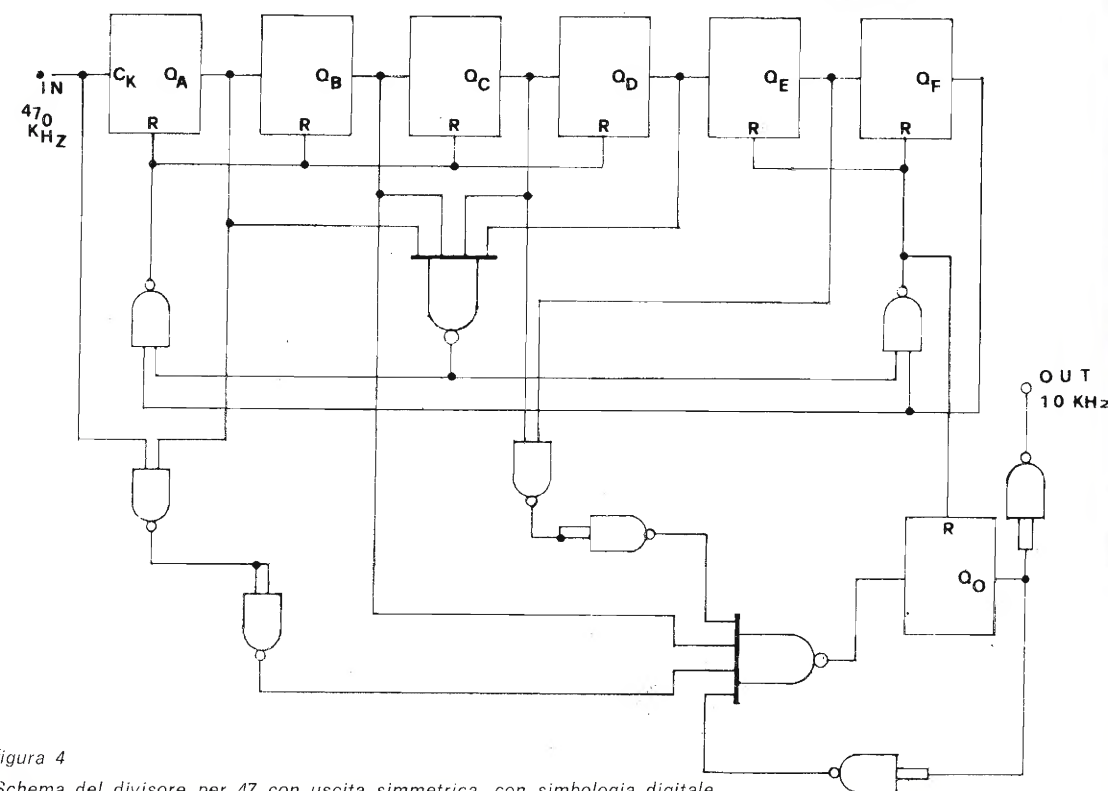 IN
470
KHz
CK QA
R
QB
R
QC
R
QD
R
QE
R
QF
R
OUT
10 KHz
R
QO
igura 4
Schema del divisore per 47 con uscita simmetrica, con simbologia digitale